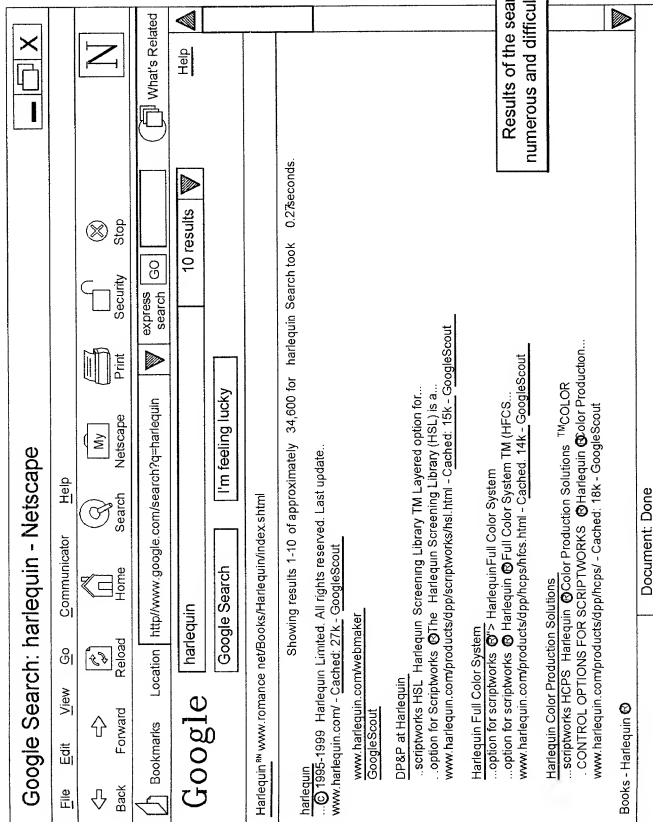 Google Search: harlequin - Netscape
File Edit View Go Communicator Help
Back Forward Reload Home Search My Netscape Print Security Stop
N
Bookmarks Location http//www.google.com/search?q=harlequin express search GO What's Related
Google harlequin 10 results Help
Google Search I'm feeling lucky
Harlequin ᴿᴺ www.romance net/Books/Harlequin/index.shtml
Showing results 1-10 of approximately 34,600 for harlequin Search took 0.27seconds.
harlequin
...© 1995-1999 Harlequn Limited. All rights reserved. Last update..
www.harlequin.com/ - Cached: 27k - GoogleScout
www.harlequin.com/webmaker
GoogleScout
DP&P at Harlequin
..scriptworks HSL Harlequin Screening Library TM Layered option for...
..option for Scriptworks ®The Harlequin Screening Library (HSL) is a...
www.harlequin.com/products/dpp/scriptworks/hsl.html - Cached: 15k - GoogleScout
Harlequin Full Color System
...option for scriptworks ®"> HarlequinFull Color System
..option for scriptworks ® Harlequin ®Full Color System TM (HFCS...
www harlequin.com/products/dpp/hcps/hfcs.html - Cached. 14k - GoogleScout
Harlequin Color Production Solutions
...scriptworks HCPS Harlequin ®Color Production Solutions ™COLOR
. CONTROL OPTIONS FOR SCRIPTWORKS ®Harlequin ®Color Production...
www.harlequin.com/products/dpp/hcps/ - Cached: 18k - GoogleScout
Books - Harlequin ®
Results of the sear
numerous and difficul
Document: Done